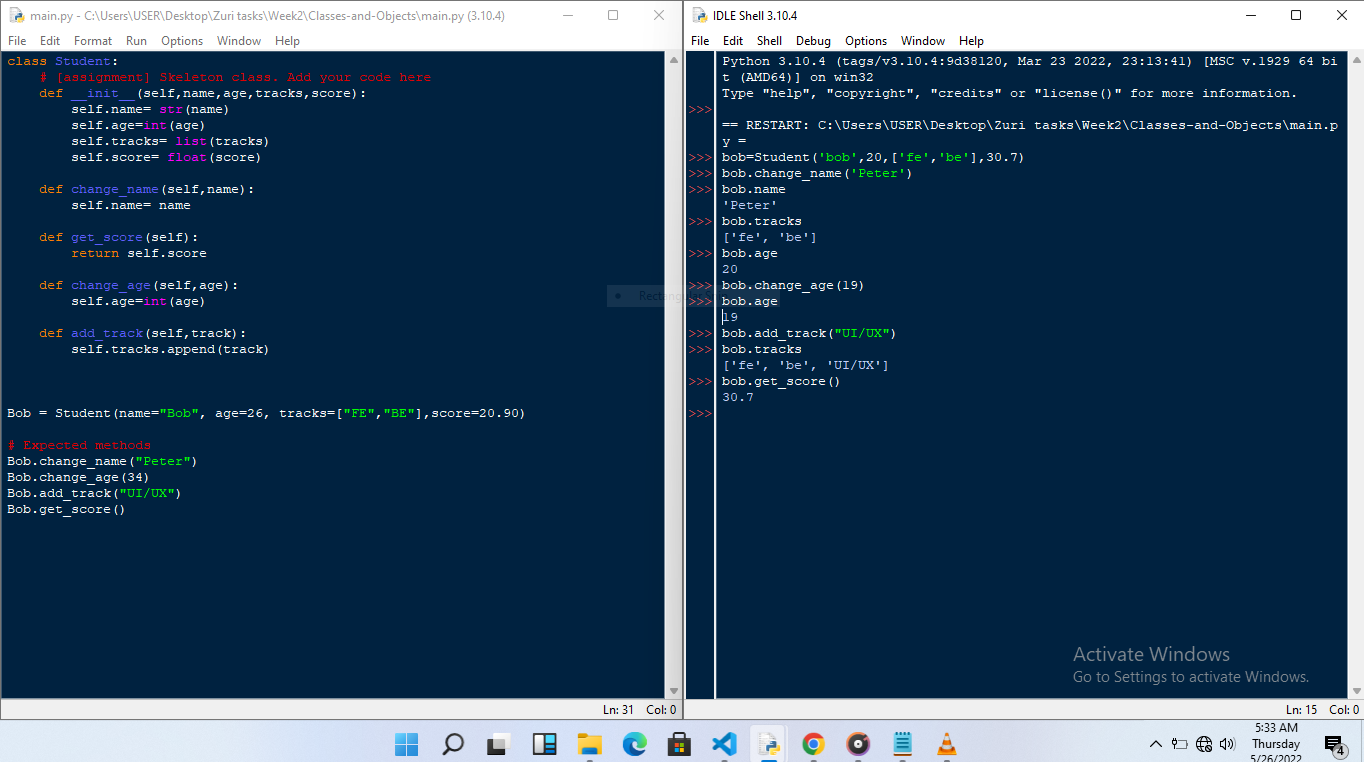 main.py - C:\Users\USER\Desktop\Zuri tasks\Week2\Classes-and-Objects\main.py (3.10.4)
File Edit Format Run Options Window Help
class Student:
    # [assignment] Skeleton class. Add your code here
    def __init__(self,name,age,tracks,score):
        self.name= str(name)
        self.age=int(age)
        self.tracks= list(tracks)
        self.score= float(score)
    def change_name(self,name):
        self.name= name
    def get_score(self):
        return self.score
    def change_age(self,age):
        self.age=int(age)
    def add_track(self,track):
        self.tracks.append(track)
Bob = Student(name="Bob", age=26, tracks=["FE","BE"],score=20.90)
# Expected methods
Bob.change_name("Peter")
Bob.change_age(34)
Bob.add_track("UI/UX")
Bob.get_score()
Ln: 31 Col: 0
IDLE Shell 3.10.4
File Edit Shell Debug Options Window Help
Python 3.10.4 (tags/v3.10.4:9d38120, Mar 23 2022, 23:13:41) [MSC v.1929 64 bi
t (AMD64)] on win32
Type "help", "copyright", "credits" or "license()" for more information.
>>>
== RESTART: C:\Users\USER\Desktop\Zuri tasks\Week2\Classes-and-Objects\main.p
y =
>>> bob=Student('bob',20,['fe','be'],30.7)
>>> bob.change_name('Peter')
>>> bob.name
'Peter'
>>> bob.tracks
['fe', 'be']
>>> bob.age
20
>>> bob.change_age(19)
>>> bob.age
19
>>> bob.add_track("UI/UX")
>>> bob.tracks
['fe', 'be', 'UI/UX']
>>> bob.get_score()
30.7
>>>
Activate Windows
Go to Settings to activate Windows.
Ln: 15 Col: 0
5:33 AM
Thursday
5/26/2022
4